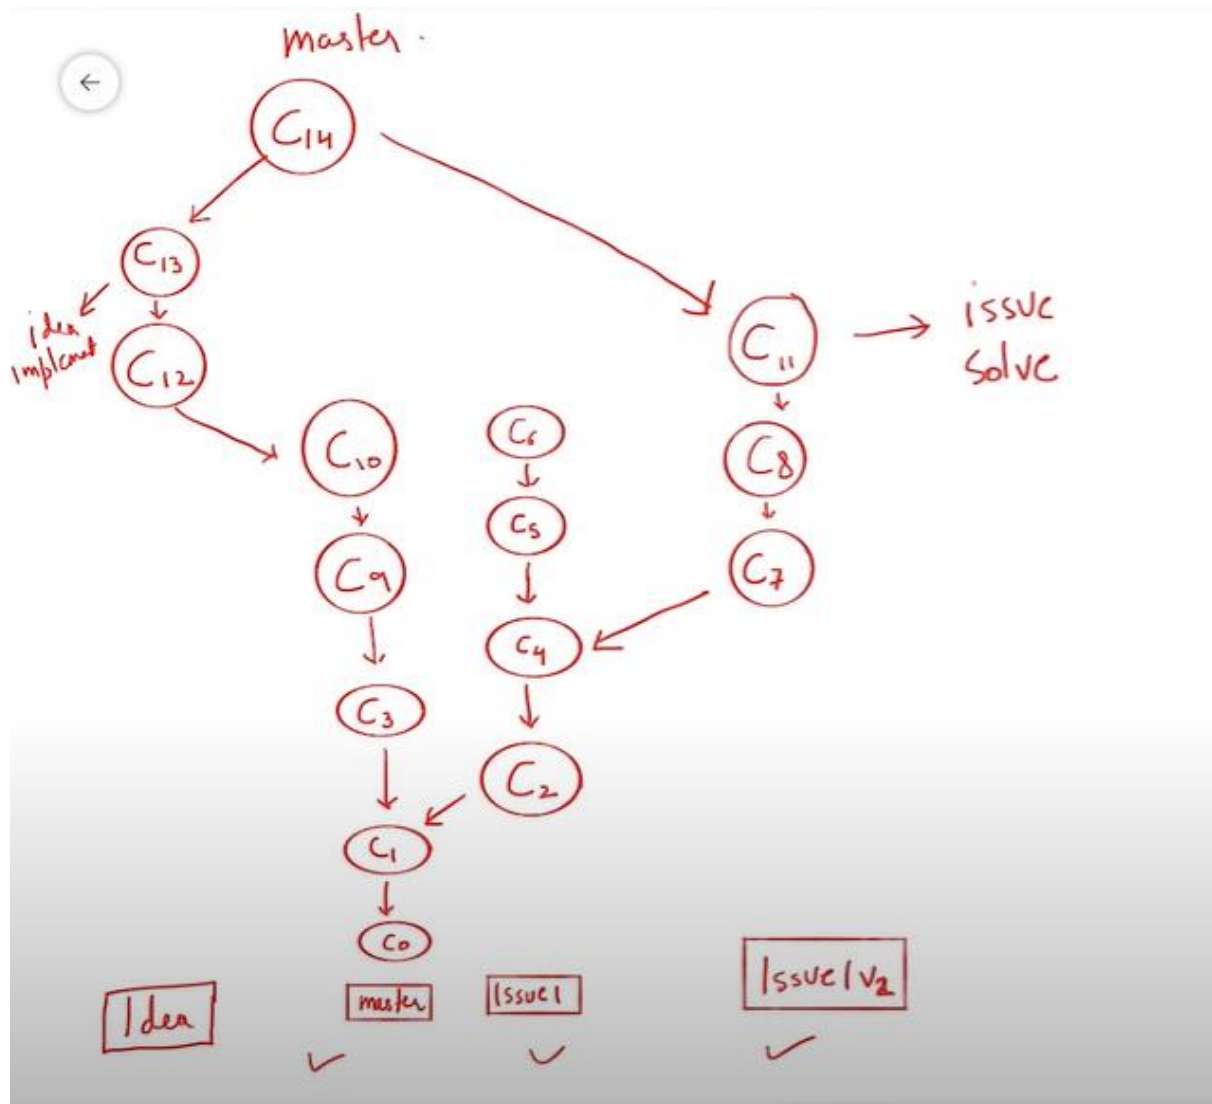 master.
C14
C13
idea
implemnt
C12
C11
issue
solve
C10
C6
C8
C5
C9
C7
C4
C3
C2
C1
C0
Idea
master
Issue1
Issue1v2